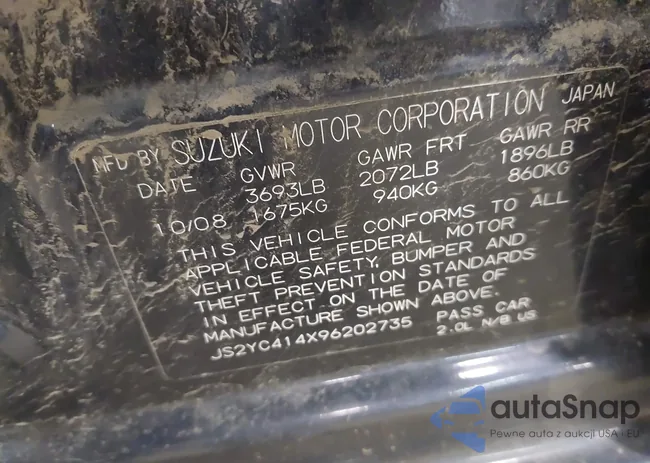 MFD BY SUZUKI MOTOR CORPORATION JAPAN
DATE GVWR GAWR FRT GAWR RR
3693LB 2072LB 1896LB
10/08 1675KG 940KG 860KG
THIS VEHICLE CONFORMS TO ALL
APPLICABLE FEDERAL MOTOR
VEHICLE SAFETY, BUMPER AND
THEFT PREVENTION STANDARDS
IN EFFECT ON THE DATE OF
MANUFACTURE SHOWN ABOVE.
JS2YC414X96202735 PASS CAR
2.0L N/B US
autaSnap
Pewne auta z aukcji USA i EU